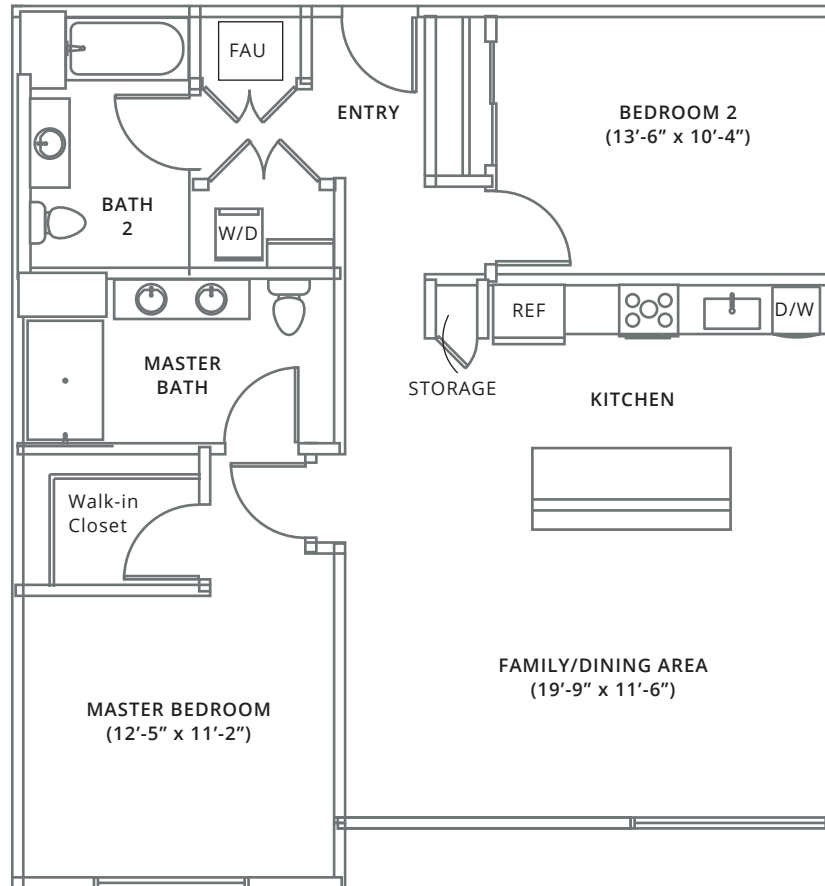 FAU
ENTRY
BEDROOM 2
(13’-6” x 10’-4”)
BATH
2
W/D
REF
D/W
MASTER
BATH
STORAGE
KITCHEN
Walk-in
Closet
FAMILY/DINING AREA
(19’-9” x 11’-6”)
MASTER BEDROOM
(12’-5” x 11’-2”)